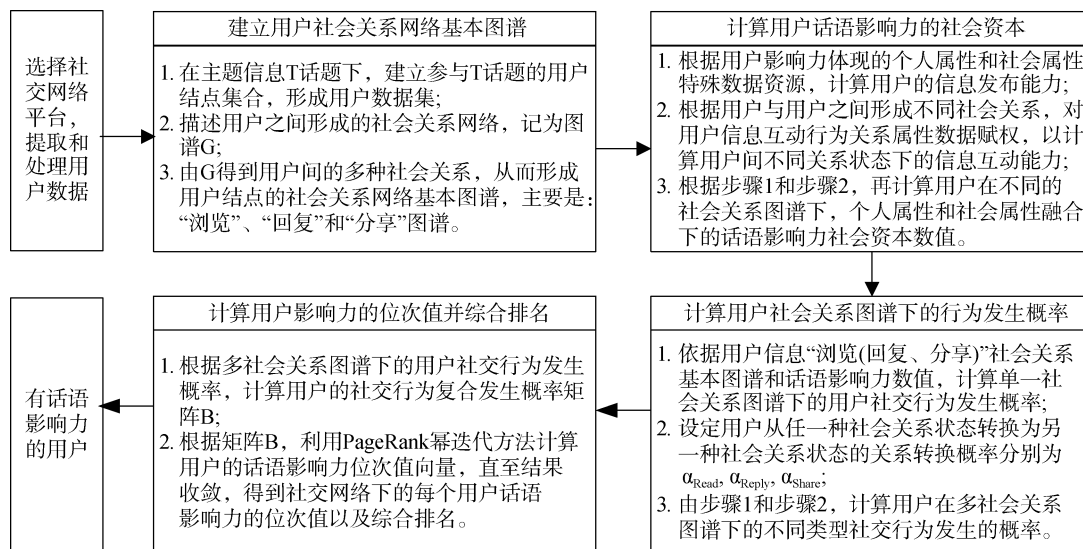 选择社
交网络
平台，
提取和
处理用
户数据
建立用户社会关系网络基本图谱
1. 在主题信息T话题下，建立参与T话题的用户
结点集合，形成用户数据集;
2. 描述用户之间形成的社会关系网络，记为图
谱G;
3. 由G得到用户间的多种社会关系，从而形成
用户结点的社会关系网络基本图谱，主要是：
“浏览”、“回复”和“分享”图谱。
计算用户话语影响力的社会资本
1. 根据用户影响力体现的个人属性和社会属性
特殊数据资源，计算用户的信息发布能力;
2. 根据用户与用户之间形成不同社会关系，对
用户信息互动行为关系属性数据赋权，以计
算用户间不同关系状态下的信息互动能力;
3. 根据步骤1和步骤2，再计算用户在不同的
社会关系图谱下，个人属性和社会属性融合
下的话语影响力社会资本数值。
计算用户社会关系图谱下的行为发生概率
1. 依据用户信息“浏览(回复、分享)”社会关系
基本图谱和话语影响力数值，计算单一社
会关系图谱下的用户社交行为发生概率;
2. 设定用户从任一种社会关系状态转换为另
一种社会关系状态的关系转换概率分别为
α_Read, α_Reply, α_Share;
3. 由步骤1和步骤2，计算用户在多社会关系
图谱下的不同类型社交行为发生的概率。
计算用户影响力的位次值并综合排名
1. 根据多社会关系图谱下的用户社交行为发生
概率，计算用户的社交行为复合发生概率矩
阵B;
2. 根据矩阵B，利用PageRank幂迭代方法计算
用户的话语影响力位次值向量，直至结果
收敛，得到社交网络下的每个用户话语
影响力的位次值以及综合排名。
有话语
影响力
的用户